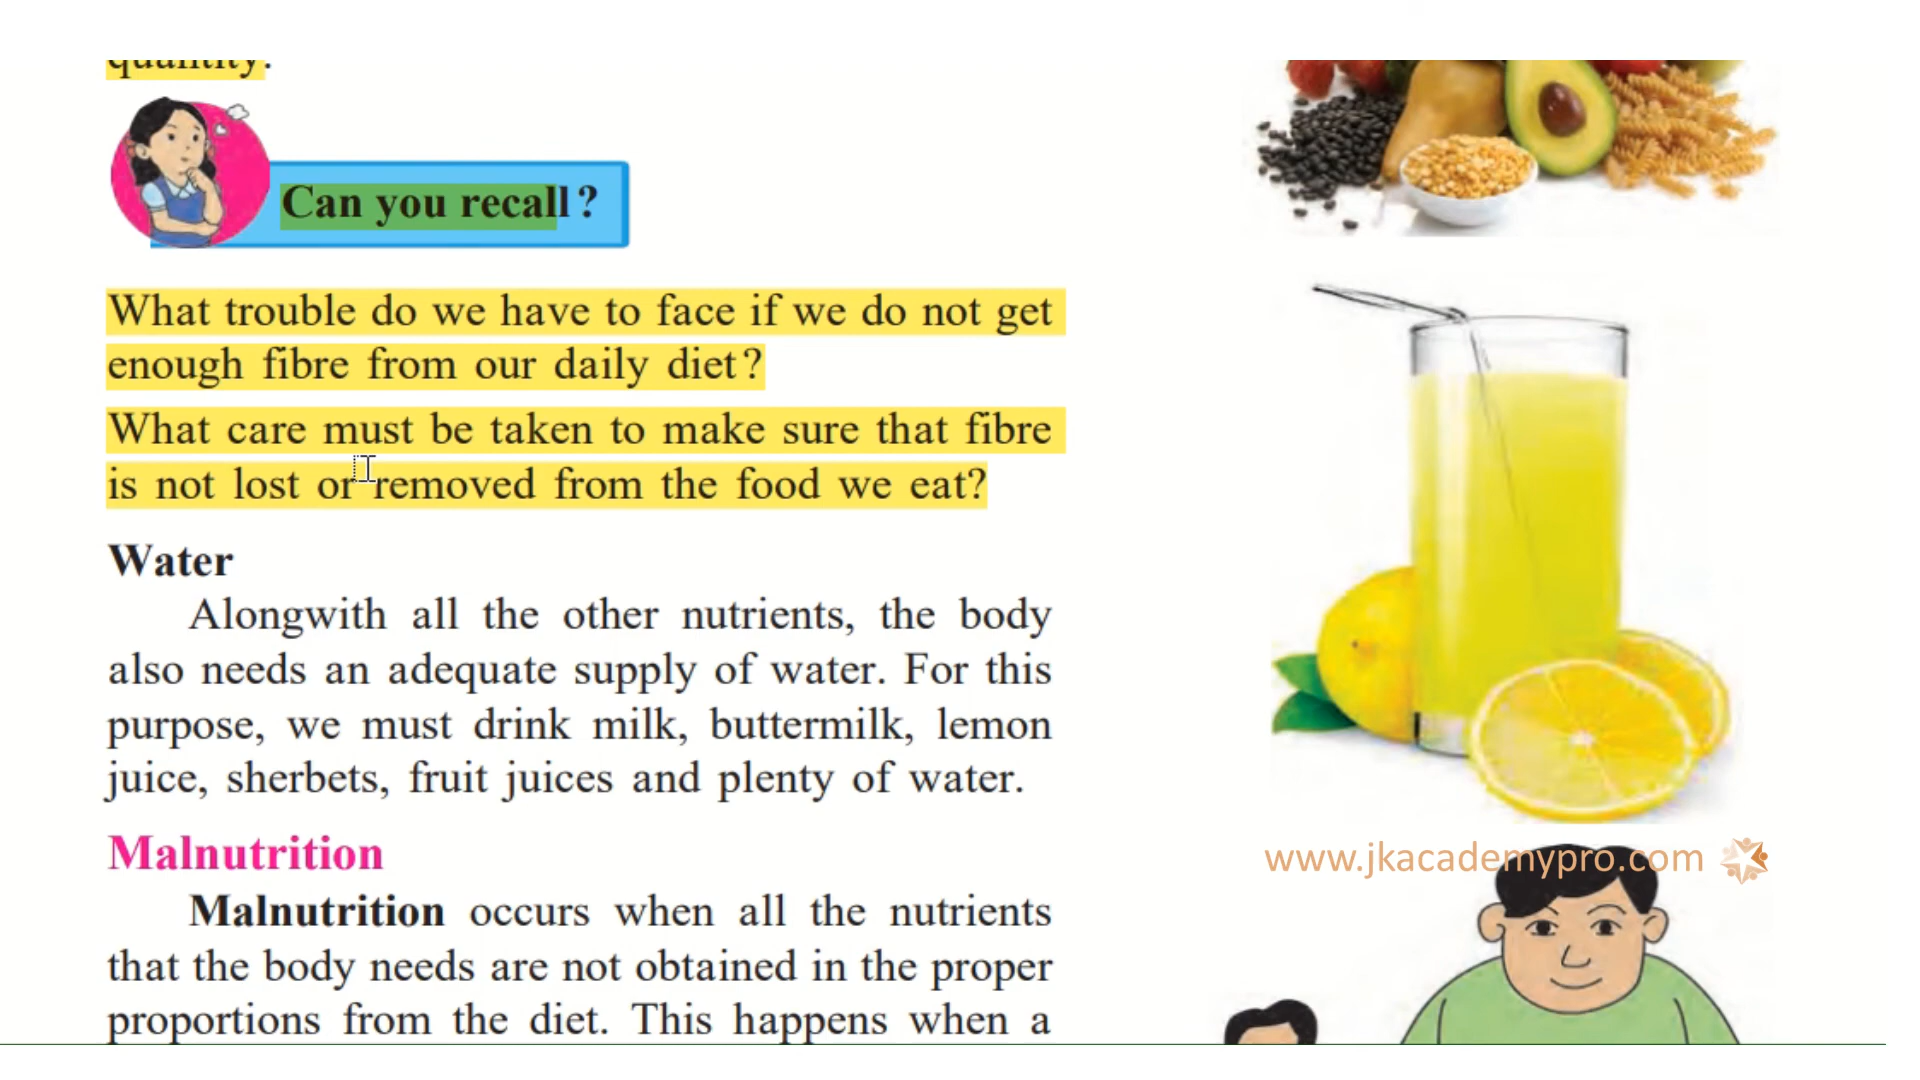 quantity.
Can you recall?
What trouble do we have to face if we do not get
enough fibre from our daily diet?
What care must be taken to make sure that fibre
is not lost or removed from the food we eat?
Water
Alongwith all the other nutrients, the body
also needs an adequate supply of water. For this
purpose, we must drink milk, buttermilk, lemon
juice, sherbets, fruit juices and plenty of water.
www.jkacademypro.com
Malnutrition
Malnutrition occurs when all the nutrients
that the body needs are not obtained in the proper
proportions from the diet. This happens when a